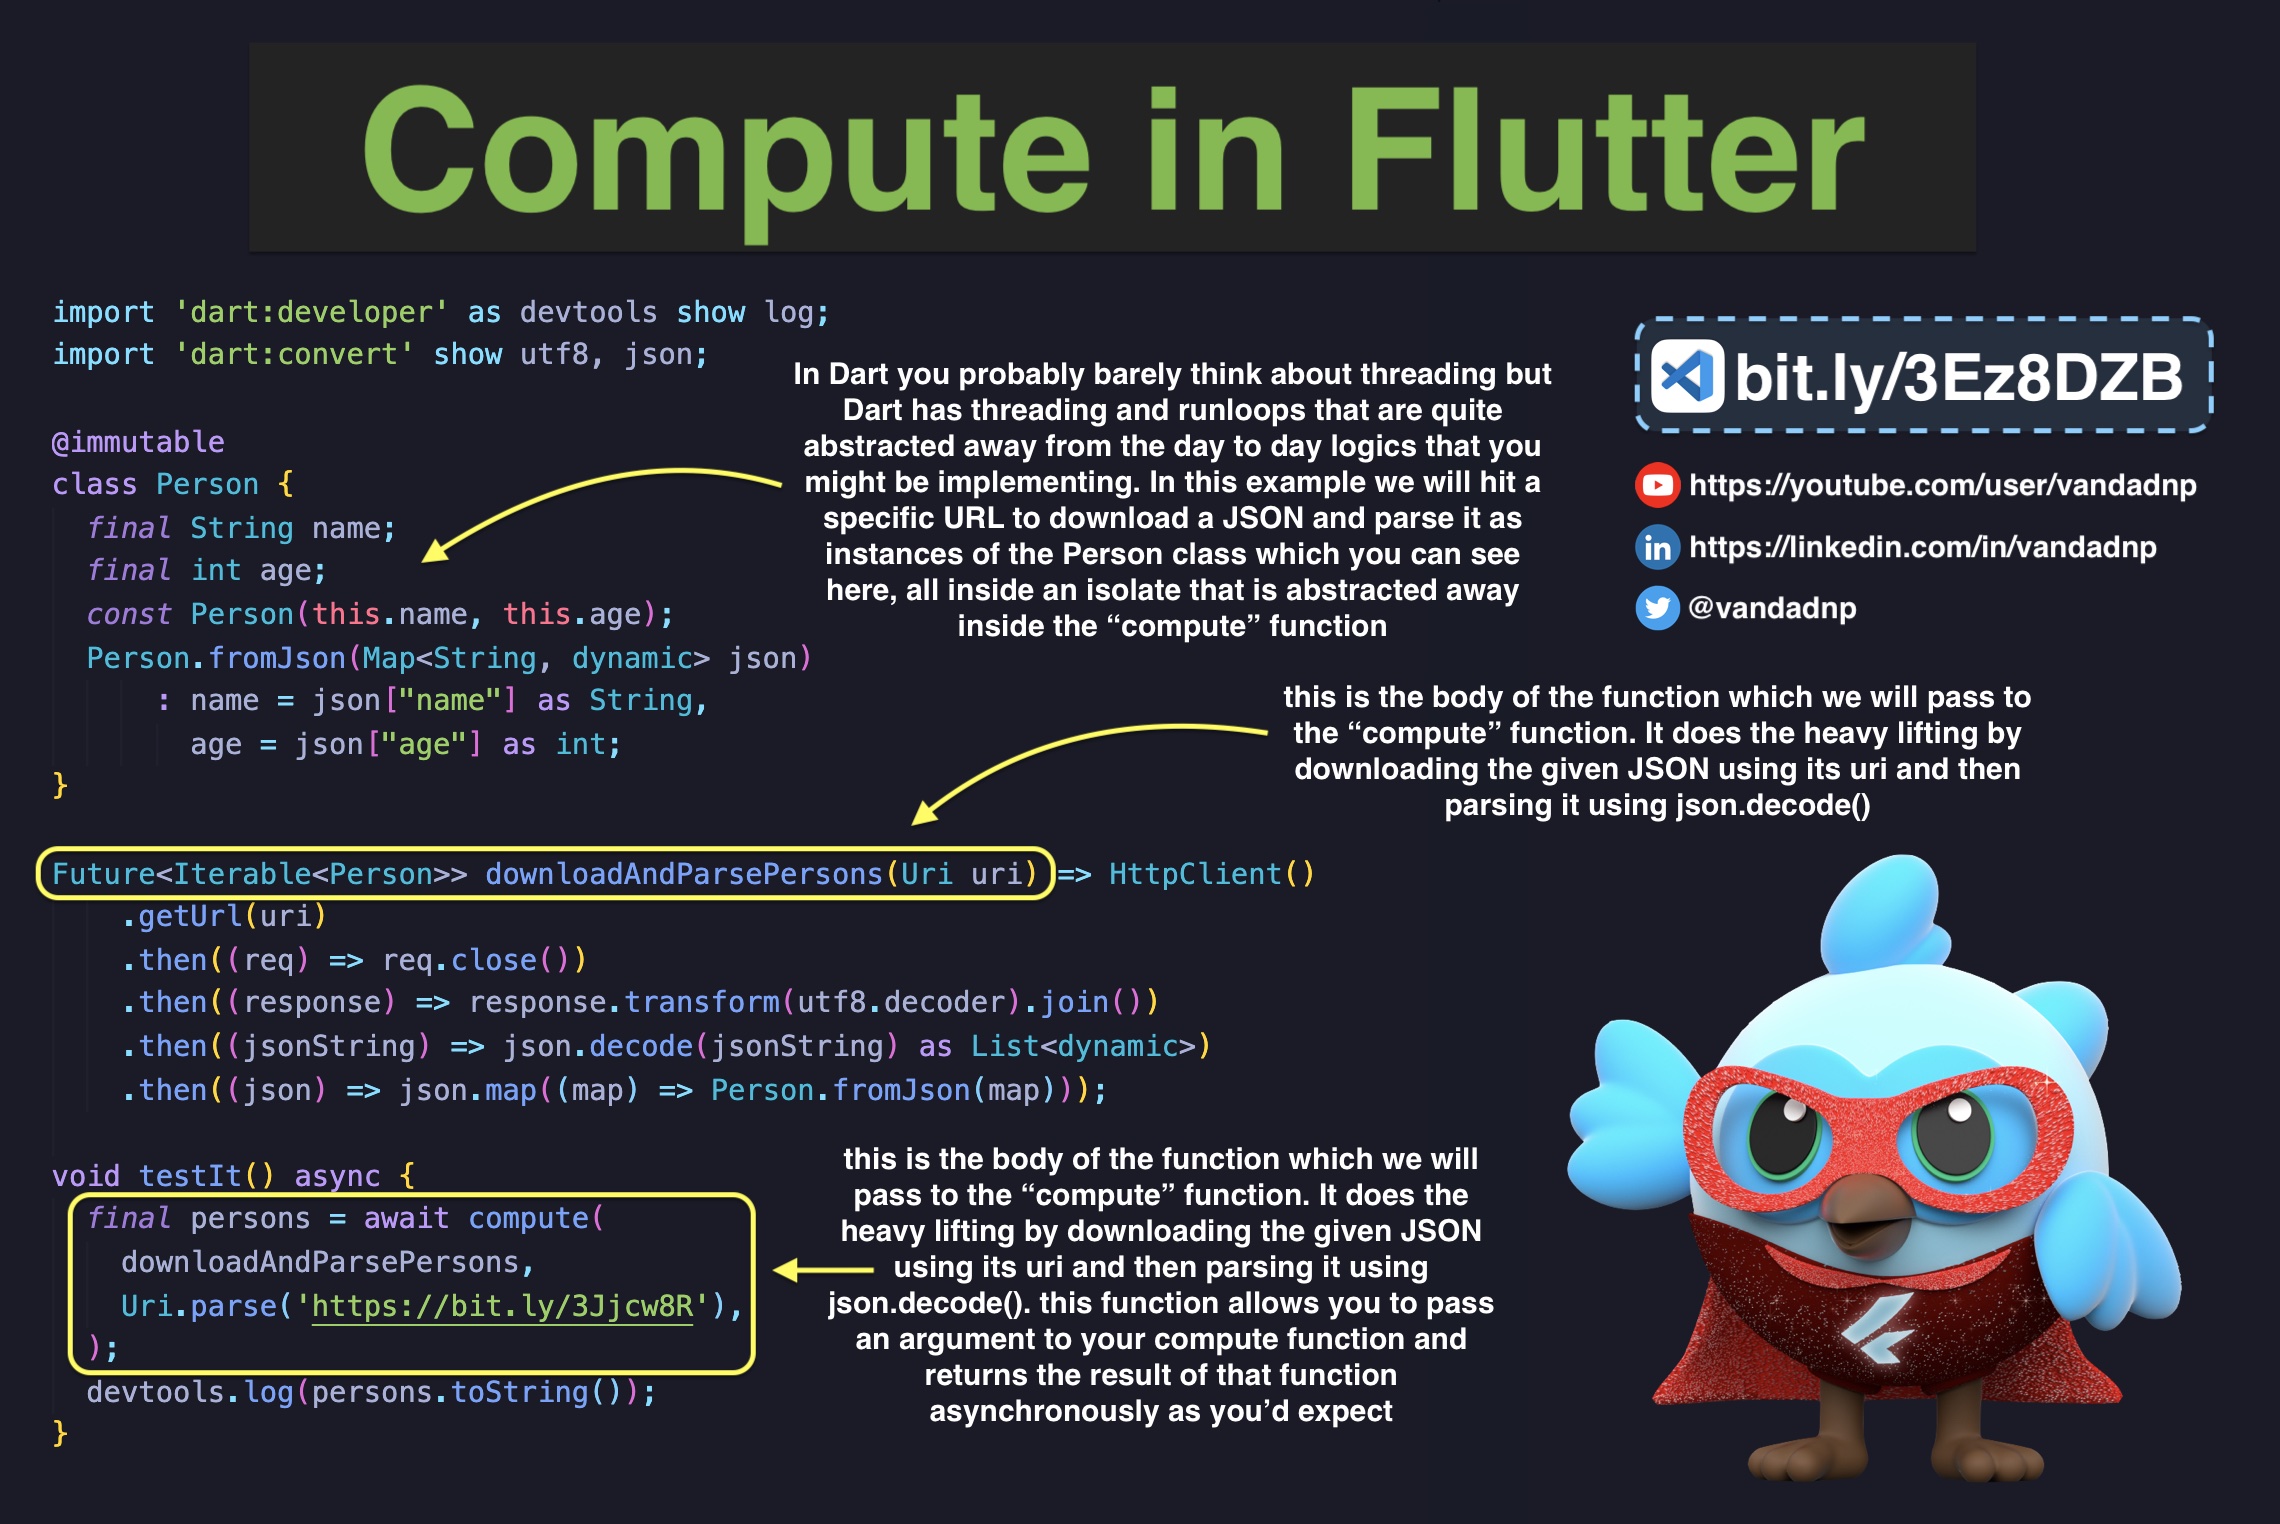 Compute in Flutter
import 'dart:developer' as devtools show log;
import 'dart:convert' show utf8, json;
@immutable
class Person {
  final String name;
  final int age;
  const Person(this.name, this.age);
  Person.fromJson(Map<String, dynamic> json)
      : name = json["name"] as String,
        age = json["age"] as int;
}
In Dart you probably barely think about threading but
Dart has threading and runloops that are quite
abstracted away from the day to day logics that you
might be implementing. In this example we will hit a
specific URL to download a JSON and parse it as
instances of the Person class which you can see
here, all inside an isolate that is abstracted away
inside the “compute” function
bit.ly/3Ez8DZB
https://youtube.com/user/vandadnp
in https://linkedin.com/in/vandadnp
@vandadnp
this is the body of the function which we will pass to
the “compute” function. It does the heavy lifting by
downloading the given JSON using its uri and then
parsing it using json.decode()
Future<Iterable<Person>> downloadAndParsePersons(Uri uri) => HttpClient()
    .getUrl(uri)
    .then((req) => req.close())
    .then((response) => response.transform(utf8.decoder).join())
    .then((jsonString) => json.decode(jsonString) as List<dynamic>)
    .then((json) => json.map((map) => Person.fromJson(map)));
void testIt() async {
  final persons = await compute(
    downloadAndParsePersons,
    Uri.parse('https://bit.ly/3Jjcw8R'),
  );
  devtools.log(persons.toString());
}
this is the body of the function which we will
pass to the “compute” function. It does the
heavy lifting by downloading the given JSON
using its uri and then parsing it using
json.decode(). this function allows you to pass
an argument to your compute function and
returns the result of that function
asynchronously as you’d expect